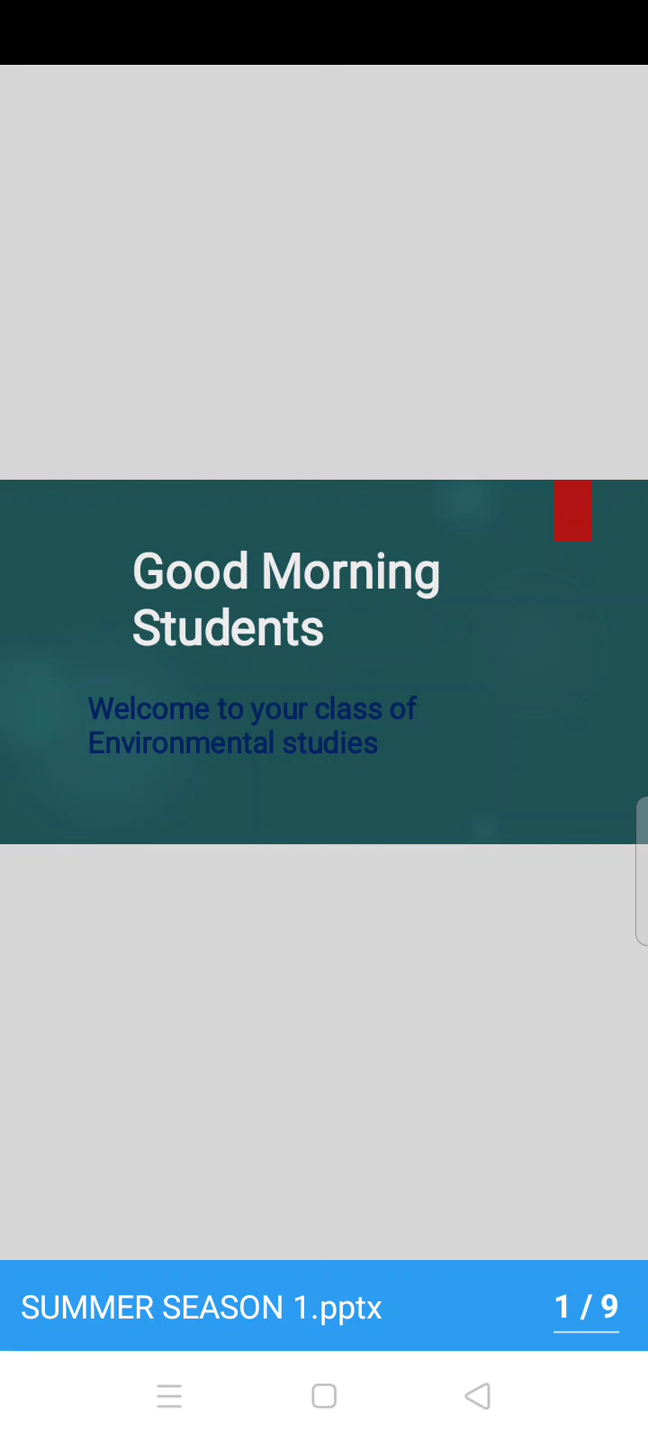 Good Morning
Students
Welcome to your class of
Environmental studies
SUMMER SEASON 1.pptx
1 / 9